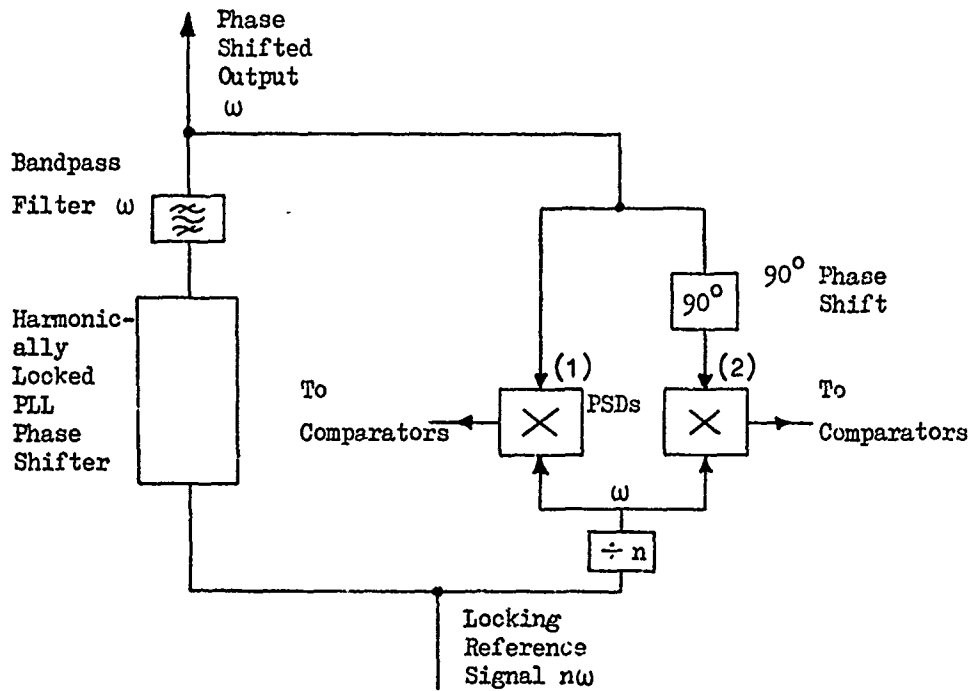 Phase
Shifted
Output
ω
Bandpass
Filter ω
Harmonic-
ally
Locked
PLL
Phase
Shifter
90°
90° Phase
Shift
(1)
(2)
To
Comparators
PSDs
To
Comparators
ω
÷ n
Locking
Reference
Signal nω